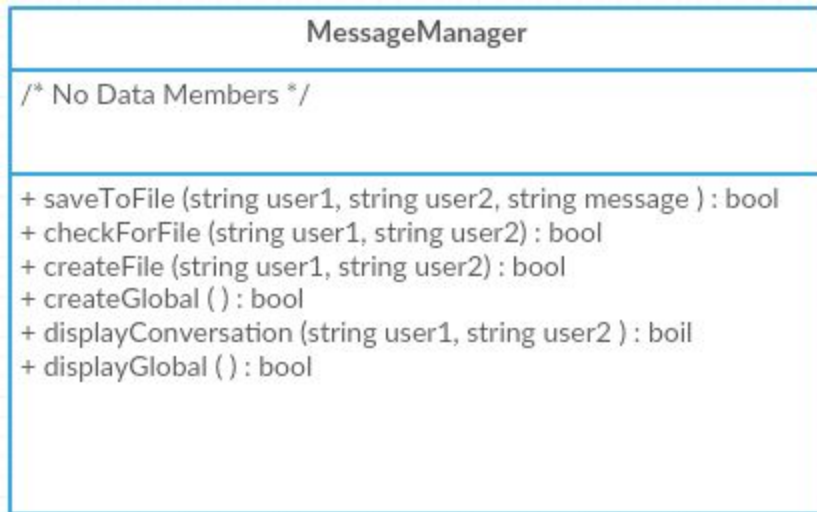 MessageManager
/* No Data Members */
+ saveToFile (string user1, string user2, string message ) : bool
+ checkForFile (string user1, string user2) : bool
+ createFile (string user1, string user2) : bool
+ createGlobal ( ) : bool
+ displayConversation (string user1, string user2 ) : boil
+ displayGlobal ( ) : bool